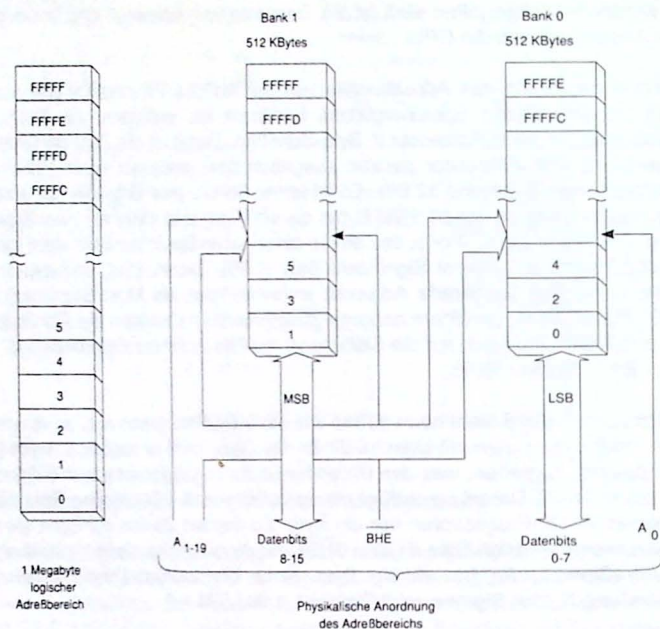 Bank 1
512 KBytes
Bank 0
512 KBytes
FFFFF
FFFFE
FFFFD
FFFFC
5
4
3
2
1
0
1 Megabyte
logischer
Adreßbereich
FFFFF
FFFFD
5
3
1
MSB
FFFFE
FFFFC
4
2
0
LSB
A 1-19
Datenbits
8-15
BHE
Datenbits
0-7
A 0
Physikalische Anordnung
des Adreßbereichs